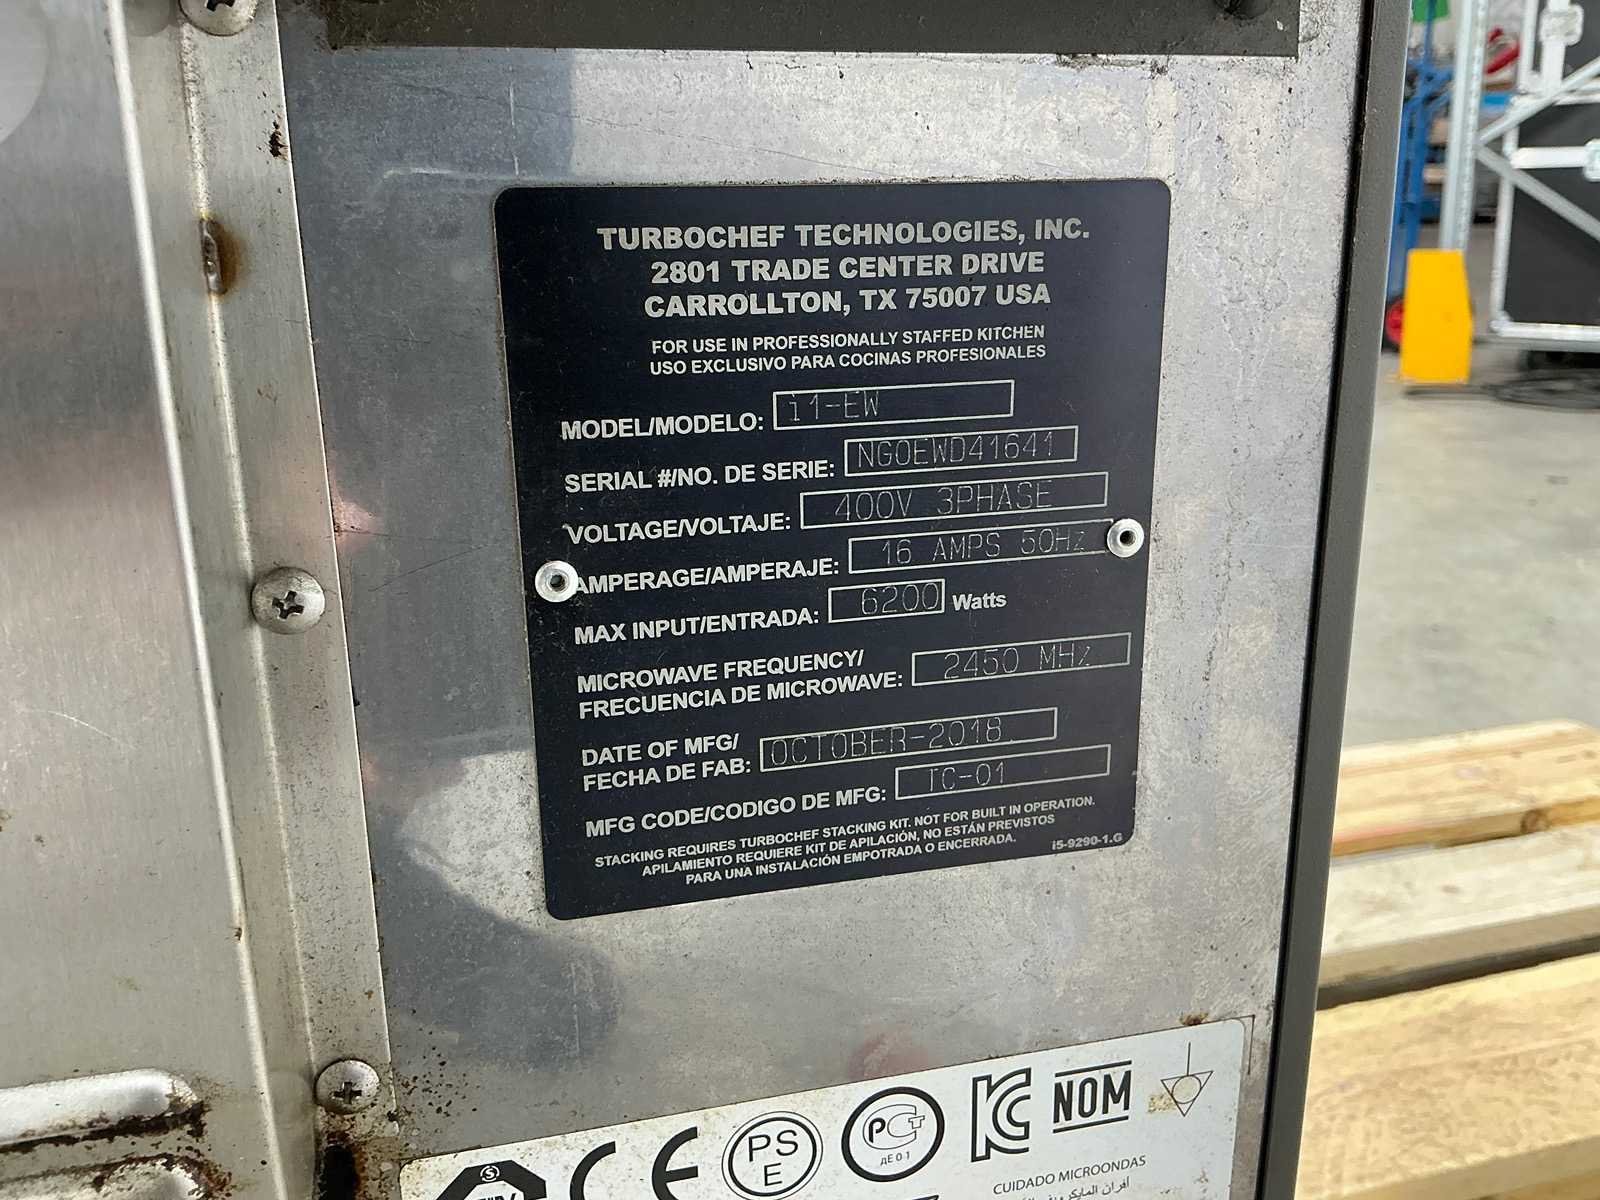 TURBOCHEF TECHNOLOGIES, INC.
2801 TRADE CENTER DRIVE
CARROLLTON, TX 75007 USA
FOR USE IN PROFESSIONALLY STAFFED KITCHEN
USO EXCLUSIVO PARA COCINAS PROFESIONALES
MODEL/MODELO: i1-EW
SERIAL #/NO. DE SERIE: NGOEWD41641
VOLTAGE/VOLTAJE: 400V 3PHASE
AMPERAGE/AMPERAJE: 16 AMPS 50Hz
MAX INPUT/ENTRADA: 6200 Watts
MICROWAVE FREQUENCY/
FRECUENCIA DE MICROWAVE: 2450 MHz
DATE OF MFG/
FECHA DE FAB: OCTOBER-2018
MFG CODE/CODIGO DE MFG: TC-01
STACKING REQUIRES TURBOCHEF STACKING KIT. NOT FOR BUILT IN OPERATION.
APILAMIENTO REQUIERE KIT DE APILACIÓN, NO ESTÁN PREVISTOS
PARA UNA INSTALACIÓN EMPOTRADA O ENCERRADA.
i5-9290-1.G
CE
PS
E
PCT
ДЕ01
KC
NOM
CUIDADO MICROONDAS